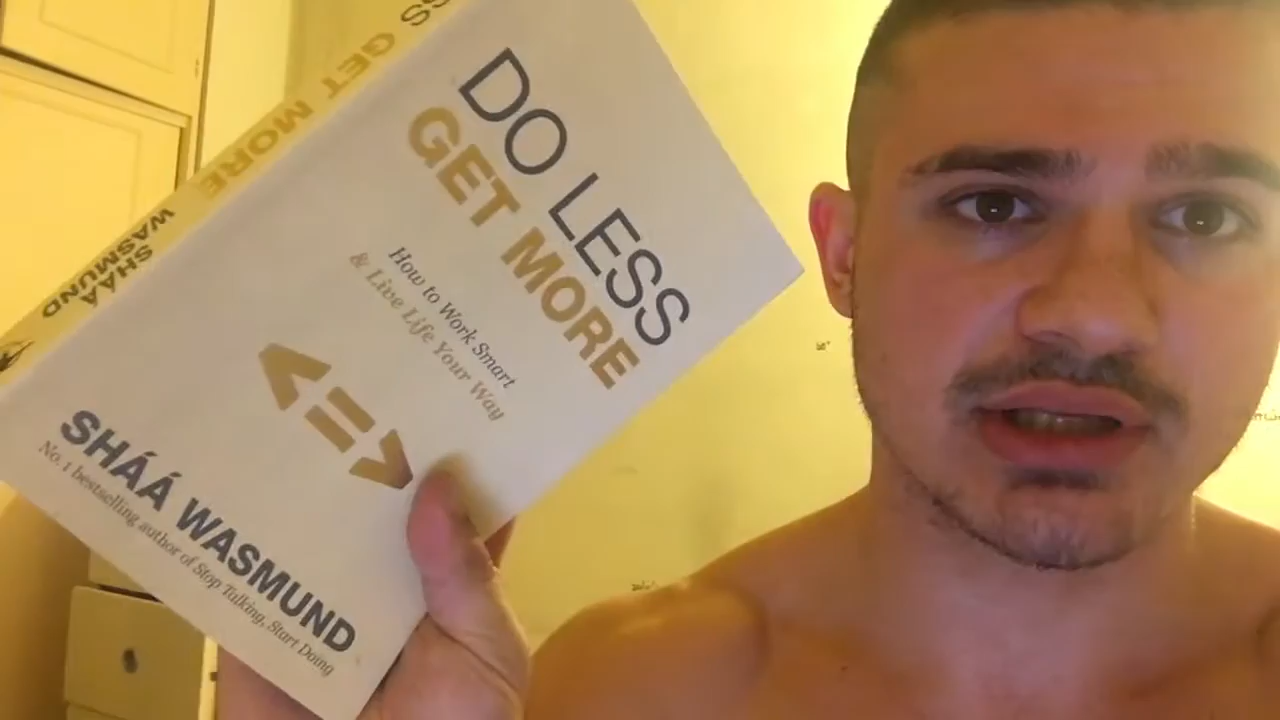 DO LESS
GET MORE
How to Work Smart
& Live Life Your Way
<=>
SHÁÁ WASMUND
No. 1 bestselling author of Stop Talking, Start Doing
SS GET MORE
SHÁÁ
WASMUND